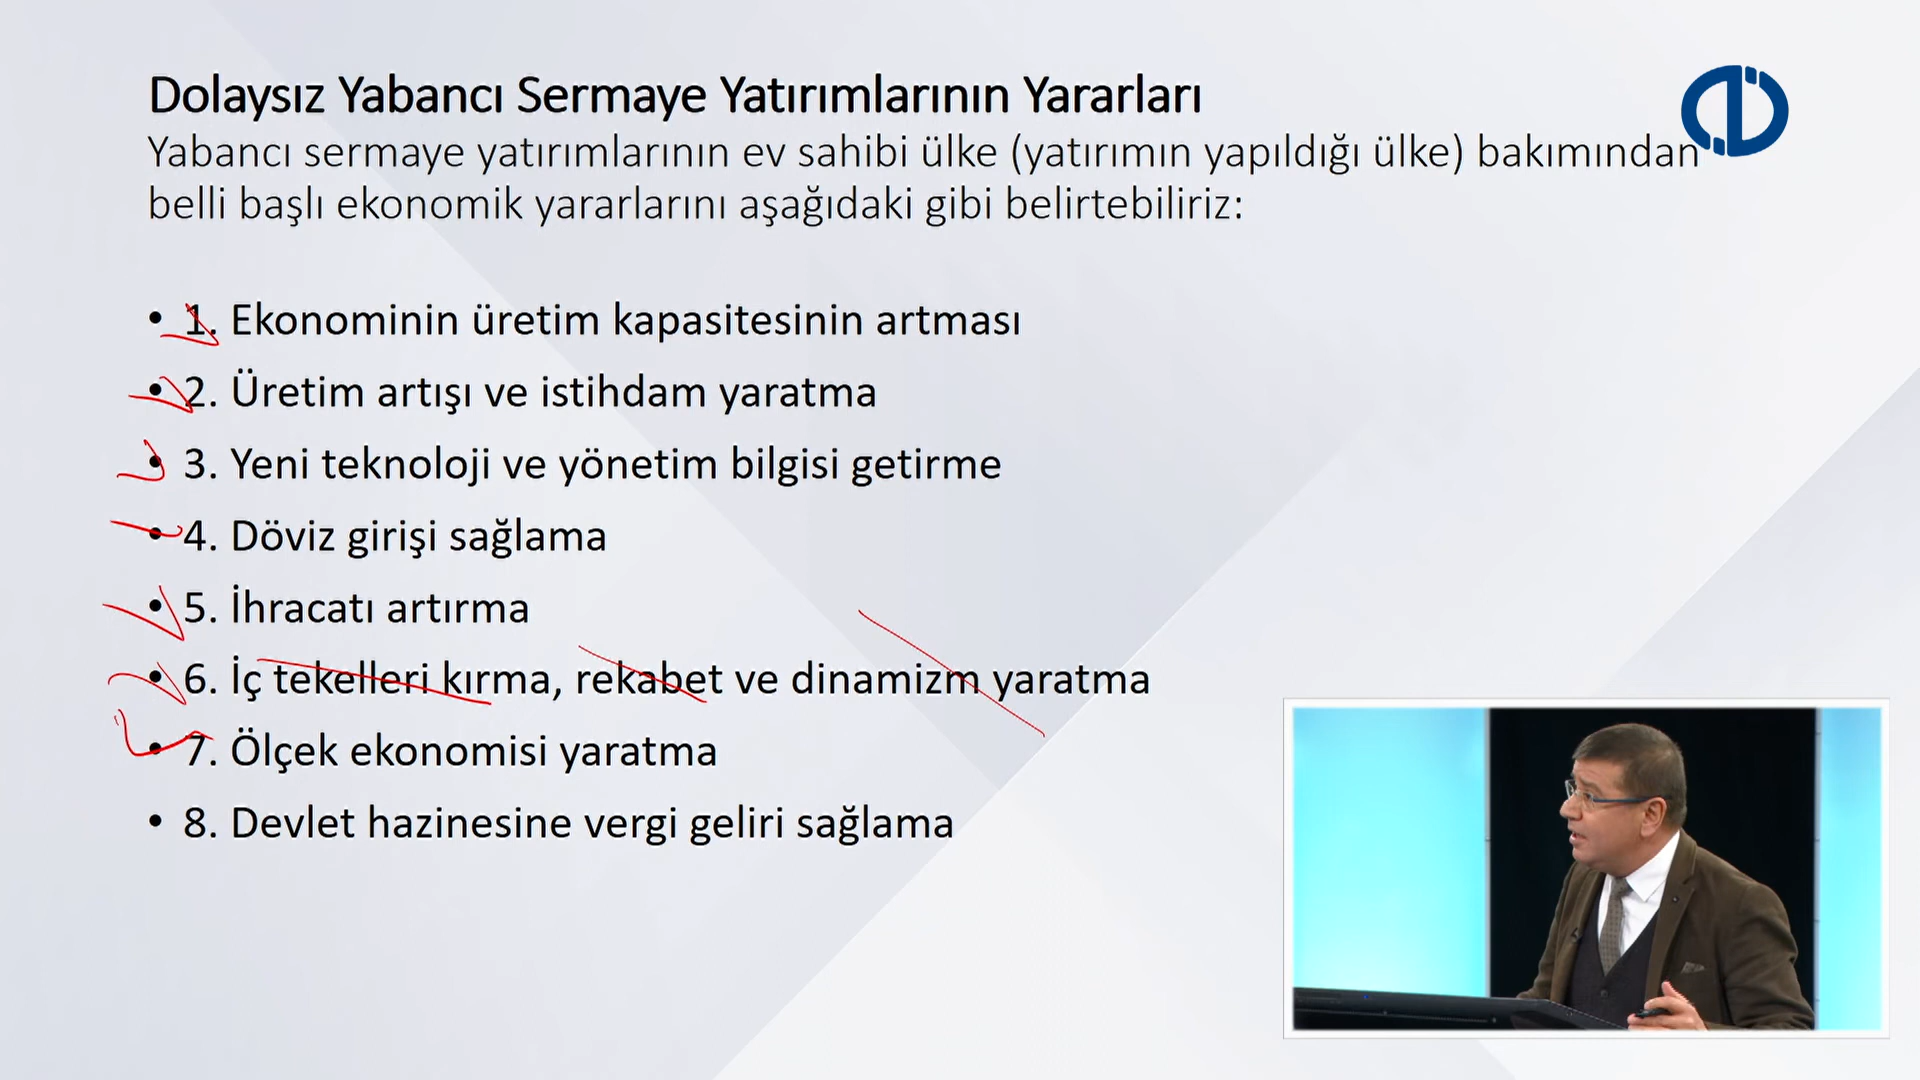 Dolaysız Yabancı Sermaye Yatırımlarının Yararları
Yabancı sermaye yatırımlarının ev sahibi ülke (yatırımın yapıldığı ülke) bakımından
belli başlı ekonomik yararlarını aşağıdaki gibi belirtebiliriz:
• 1. Ekonominin üretim kapasitesinin artması
• 2. Üretim artışı ve istihdam yaratma
• 3. Yeni teknoloji ve yönetim bilgisi getirme
• 4. Döviz girişi sağlama
• 5. İhracatı artırma
• 6. İç tekelleri kırma, rekabet ve dinamizm yaratma
• 7. Ölçek ekonomisi yaratma
• 8. Devlet hazinesine vergi geliri sağlama